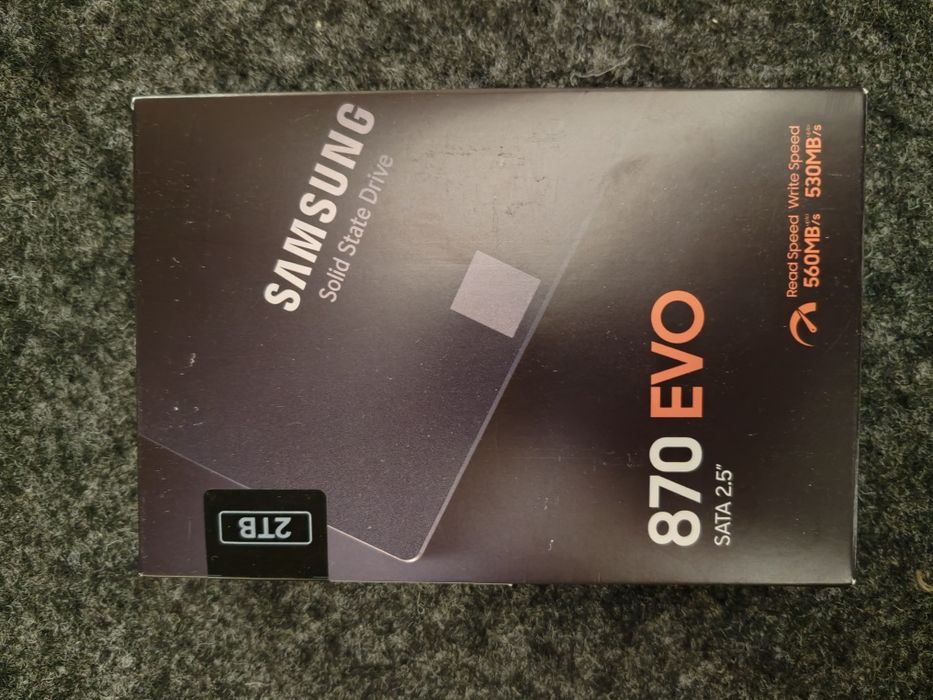 SAMSUNG
Solid State Drive
2TB
870 EVO
SATA 2.5"
Read Speed Write Speed
560MB/s 530MB/s